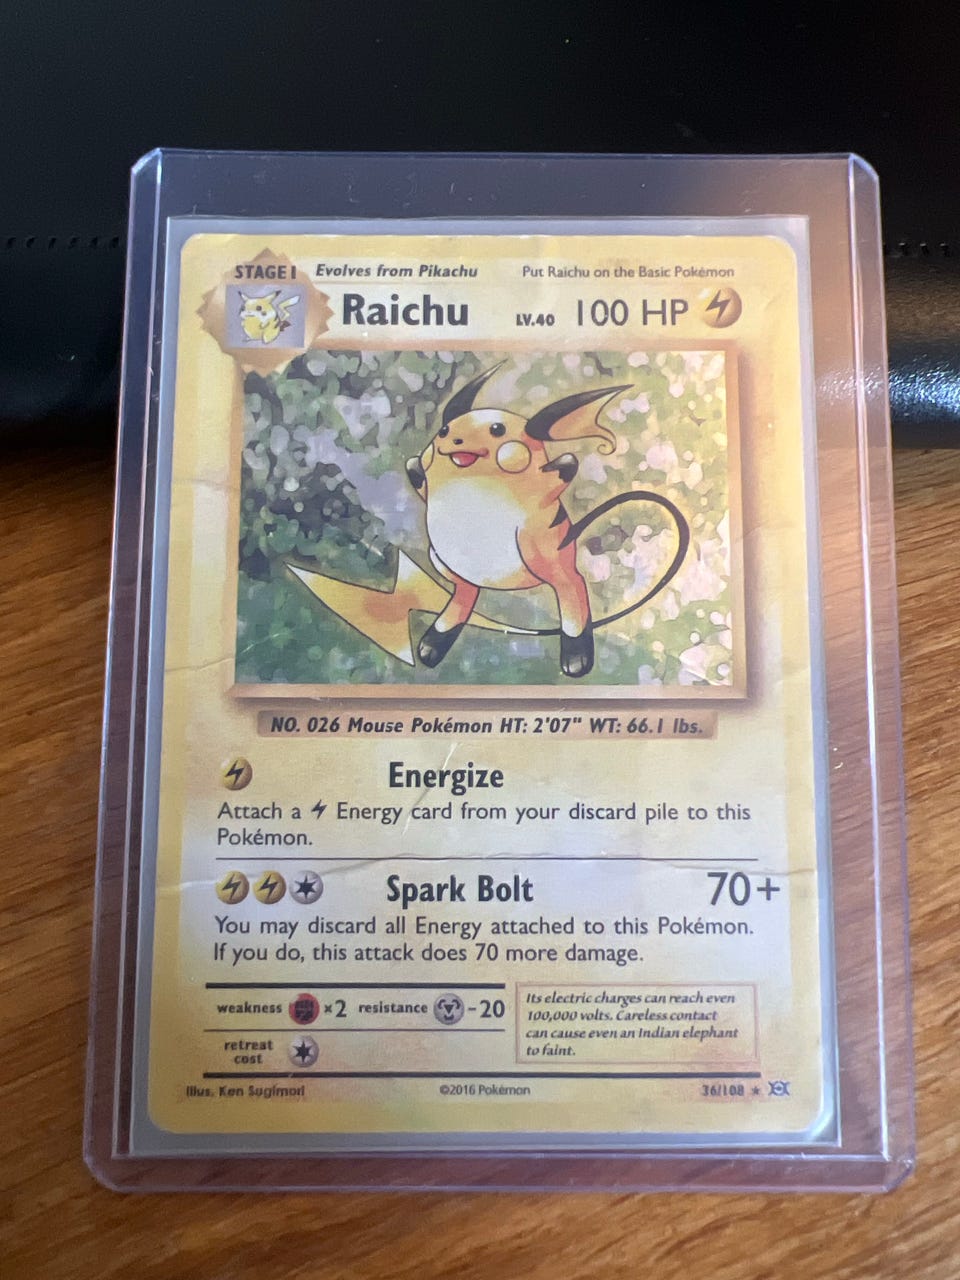 STAGE 1 Evolves from Pikachu Put Raichu on the Basic Pokémon
Raichu LV.40 100 HP
NO. 026 Mouse Pokémon HT: 2'07" WT: 66.1 lbs.
Energize
Attach a Energy card from your discard pile to this
Pokémon.
Spark Bolt 70+
You may discard all Energy attached to this Pokémon.
If you do, this attack does 70 more damage.
weakness ×2 resistance -20
retreat
cost
Its electric charges can reach even
100,000 volts. Careless contact
can cause even an Indian elephant
to faint.
Illus. Ken Sugimori ©2016 Pokémon 36/108 ★